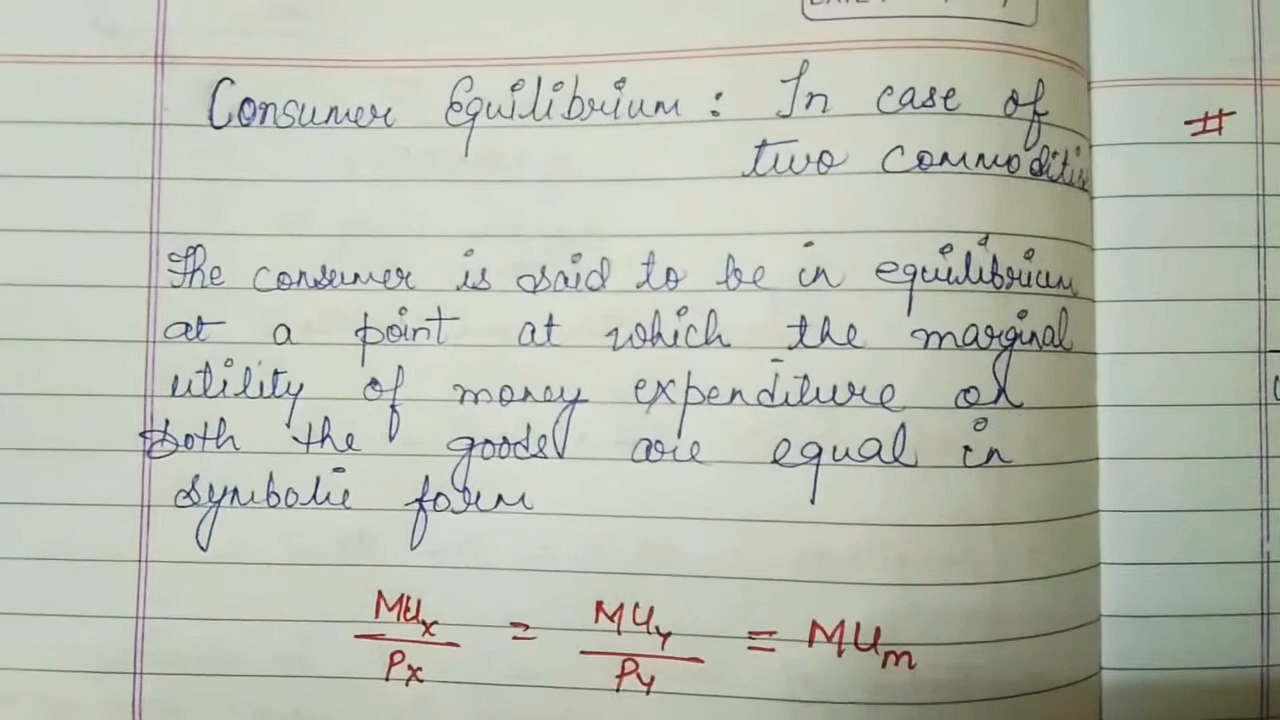 Consumer Equilibrium : In case of
two commodities
#
The consumer is said to be in equilibrium
at a point at which the marginal
utility of money expenditure on
both the goods are equal in
symbolic form
MUx / Px = MUy / Py = MUm